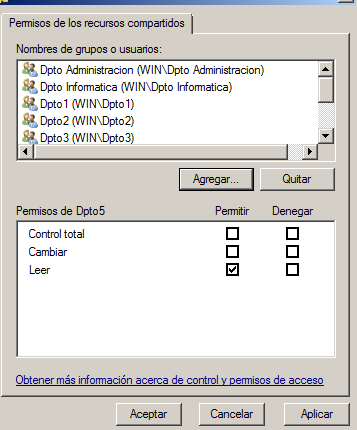 Permisos de los recursos compartidos
Nombres de grupos o usuarios:
Dpto Administracion (WIN\Dpto Administracion)
Dpto Informatica (WIN\Dpto Informatica)
Dpto1 (WIN\Dpto1)
Dpto2 (WIN\Dpto2)
Dpto3 (WIN\Dpto3)
Agregar... Quitar
Permisos de Dpto5 Permitir Denegar
Control total
Cambiar
Leer
Obtener más información acerca de control y permisos de acceso
Aceptar Cancelar Aplicar